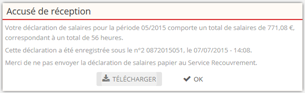 Accusé de réception
Votre déclaration de salaires pour la période 05/2015 comporte un total de salaires de 771,08 €,
correspondant à un total de 56 heures.
Cette déclaration a été enregistrée sous le n°2 0872015051, le 07/07/2015 - 14:08.
Merci de ne pas envoyer la déclaration de salaires papier au Service Recouvrement.
TÉLÉCHARGER OK